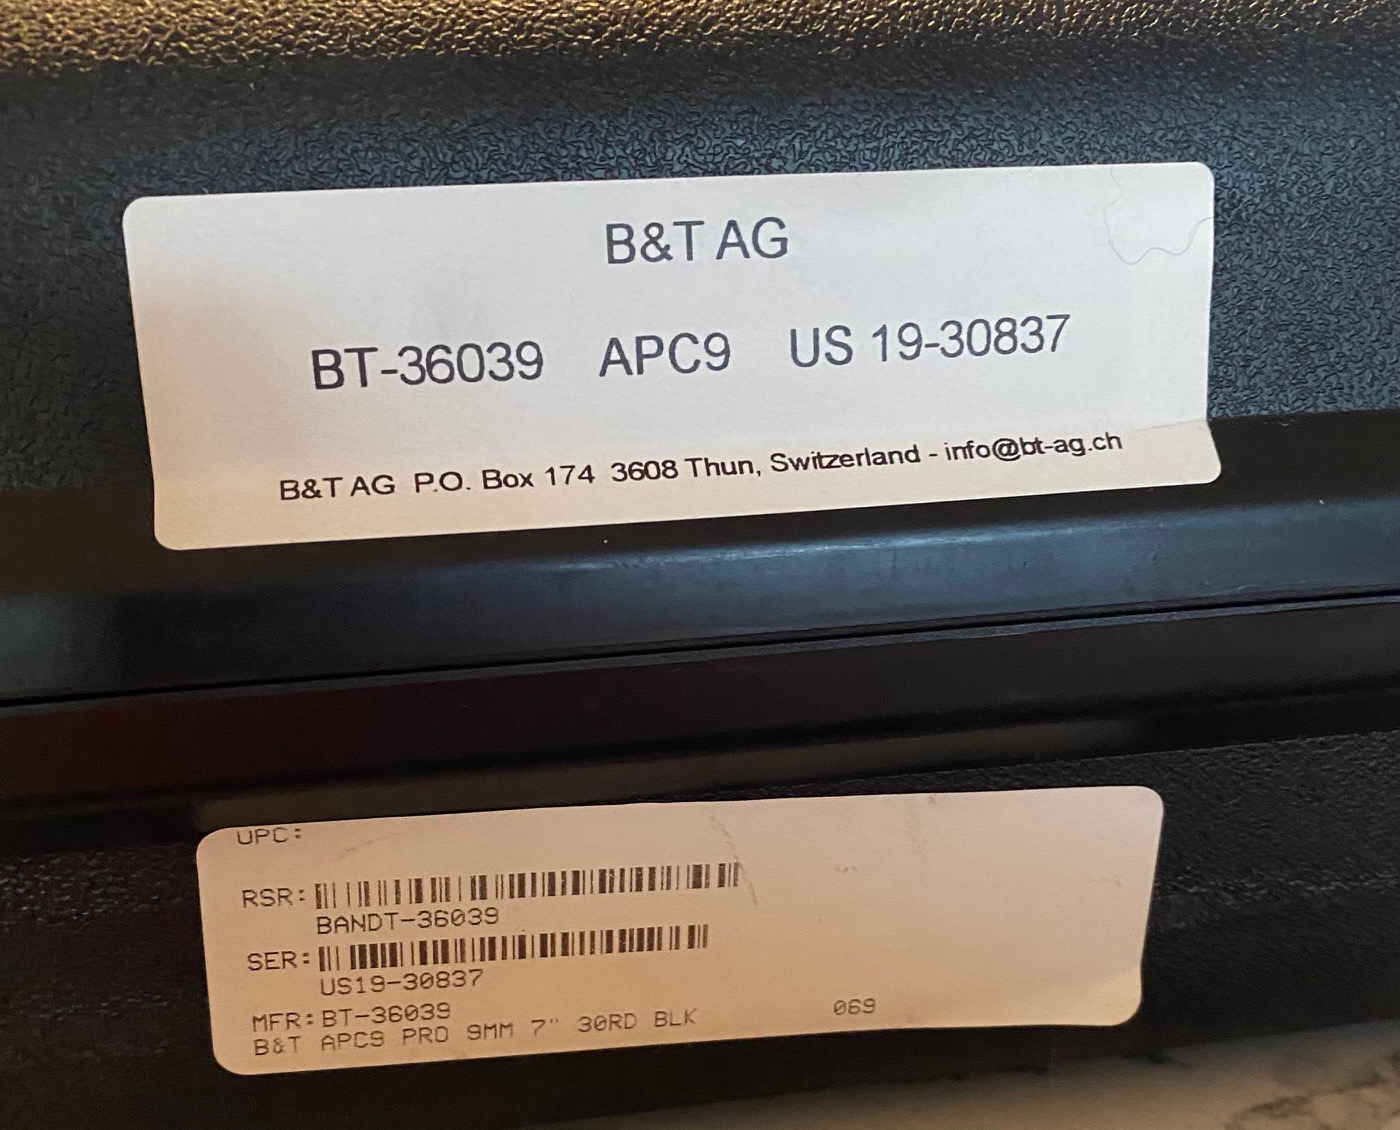 B&T AG
BT-36039 APC9 US 19-30837
B&T AG P.O. Box 174 3608 Thun, Switzerland - info@bt-ag.ch
UPC:
RSR:
BANDT-36039
SER:
US19-30837
MFR: BT-36039
B&T APC9 PRO 9MM 7" 30RD BLK 069